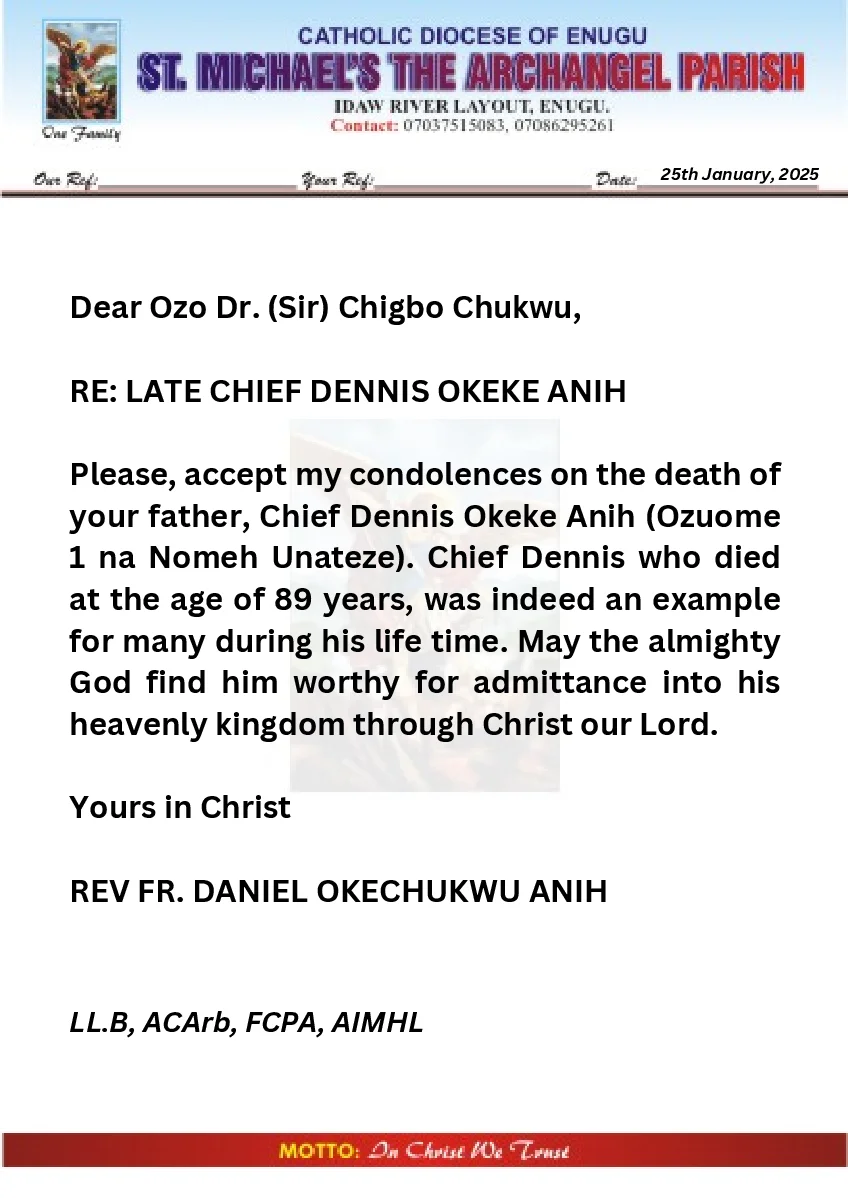 CATHOLIC DIOCESE OF ENUGU
ST. MICHAEL'S THE ARCHANGEL PARISH
IDAW RIVER LAYOUT, ENUGU.
Contact: 07037515083, 07086295261
One Family
Our Ref: Your Ref: Date: 25th January, 2025
Dear Ozo Dr. (Sir) Chigbo Chukwu,
RE: LATE CHIEF DENNIS OKEKE ANIH
Please, accept my condolences on the death of
your father, Chief Dennis Okeke Anih (Ozuome
1 na Nomeh Unateze). Chief Dennis who died
at the age of 89 years, was indeed an example
for many during his life time. May the almighty
God find him worthy for admittance into his
heavenly kingdom through Christ our Lord.
Yours in Christ
REV FR. DANIEL OKECHUKWU ANIH
LL.B, ACArb, FCPA, AIMHL
MOTTO: In Christ We Trust